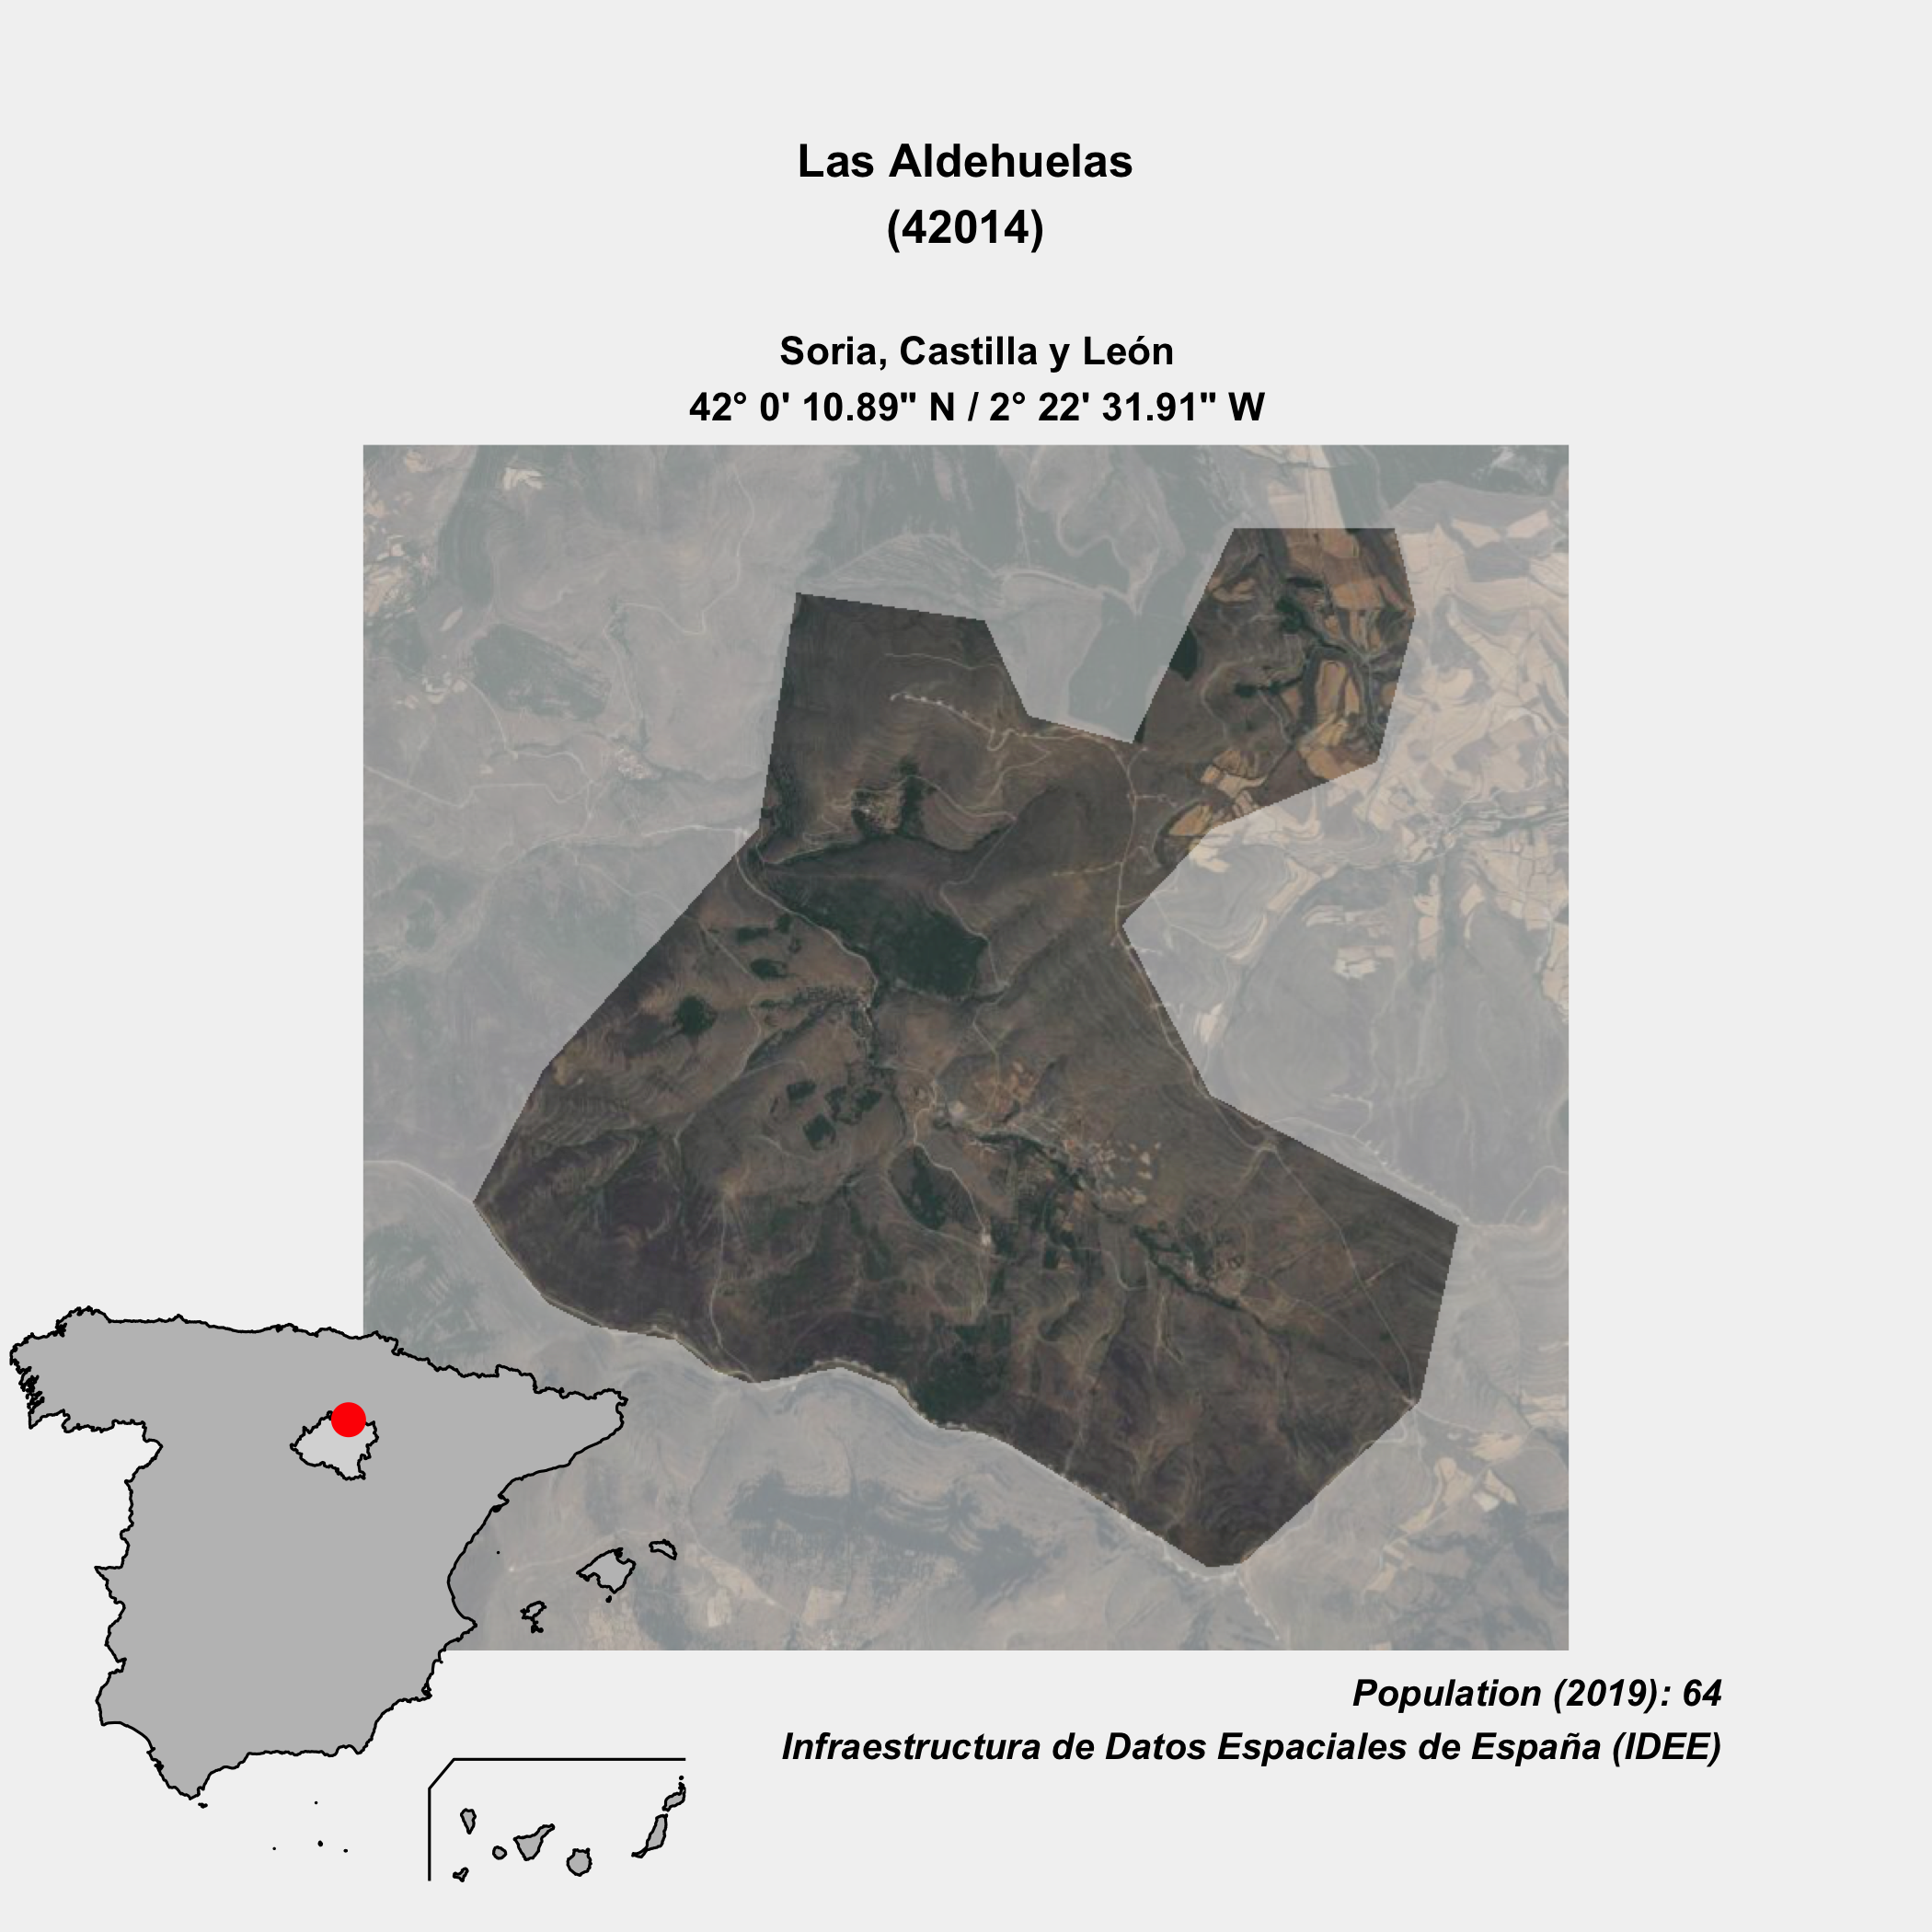 Las Aldehuelas
(42014)
Soria, Castilla y León
42° 0' 10.89" N / 2° 22' 31.91" W
Population (2019): 64
Infraestructura de Datos Espaciales de España (IDEE)